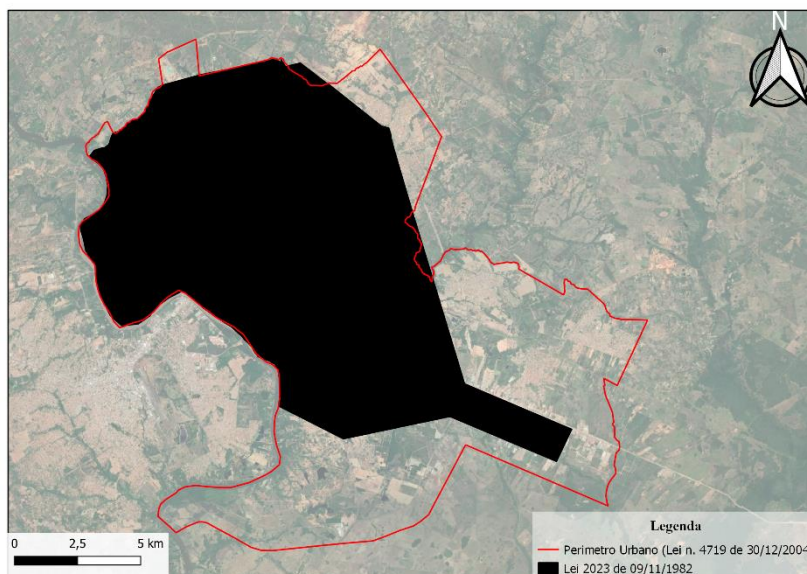 N
Legenda
Perimetro Urbano (Lei n. 4719 de 30/12/2004
Lei 2023 de 09/11/1982
0 2,5 5 km